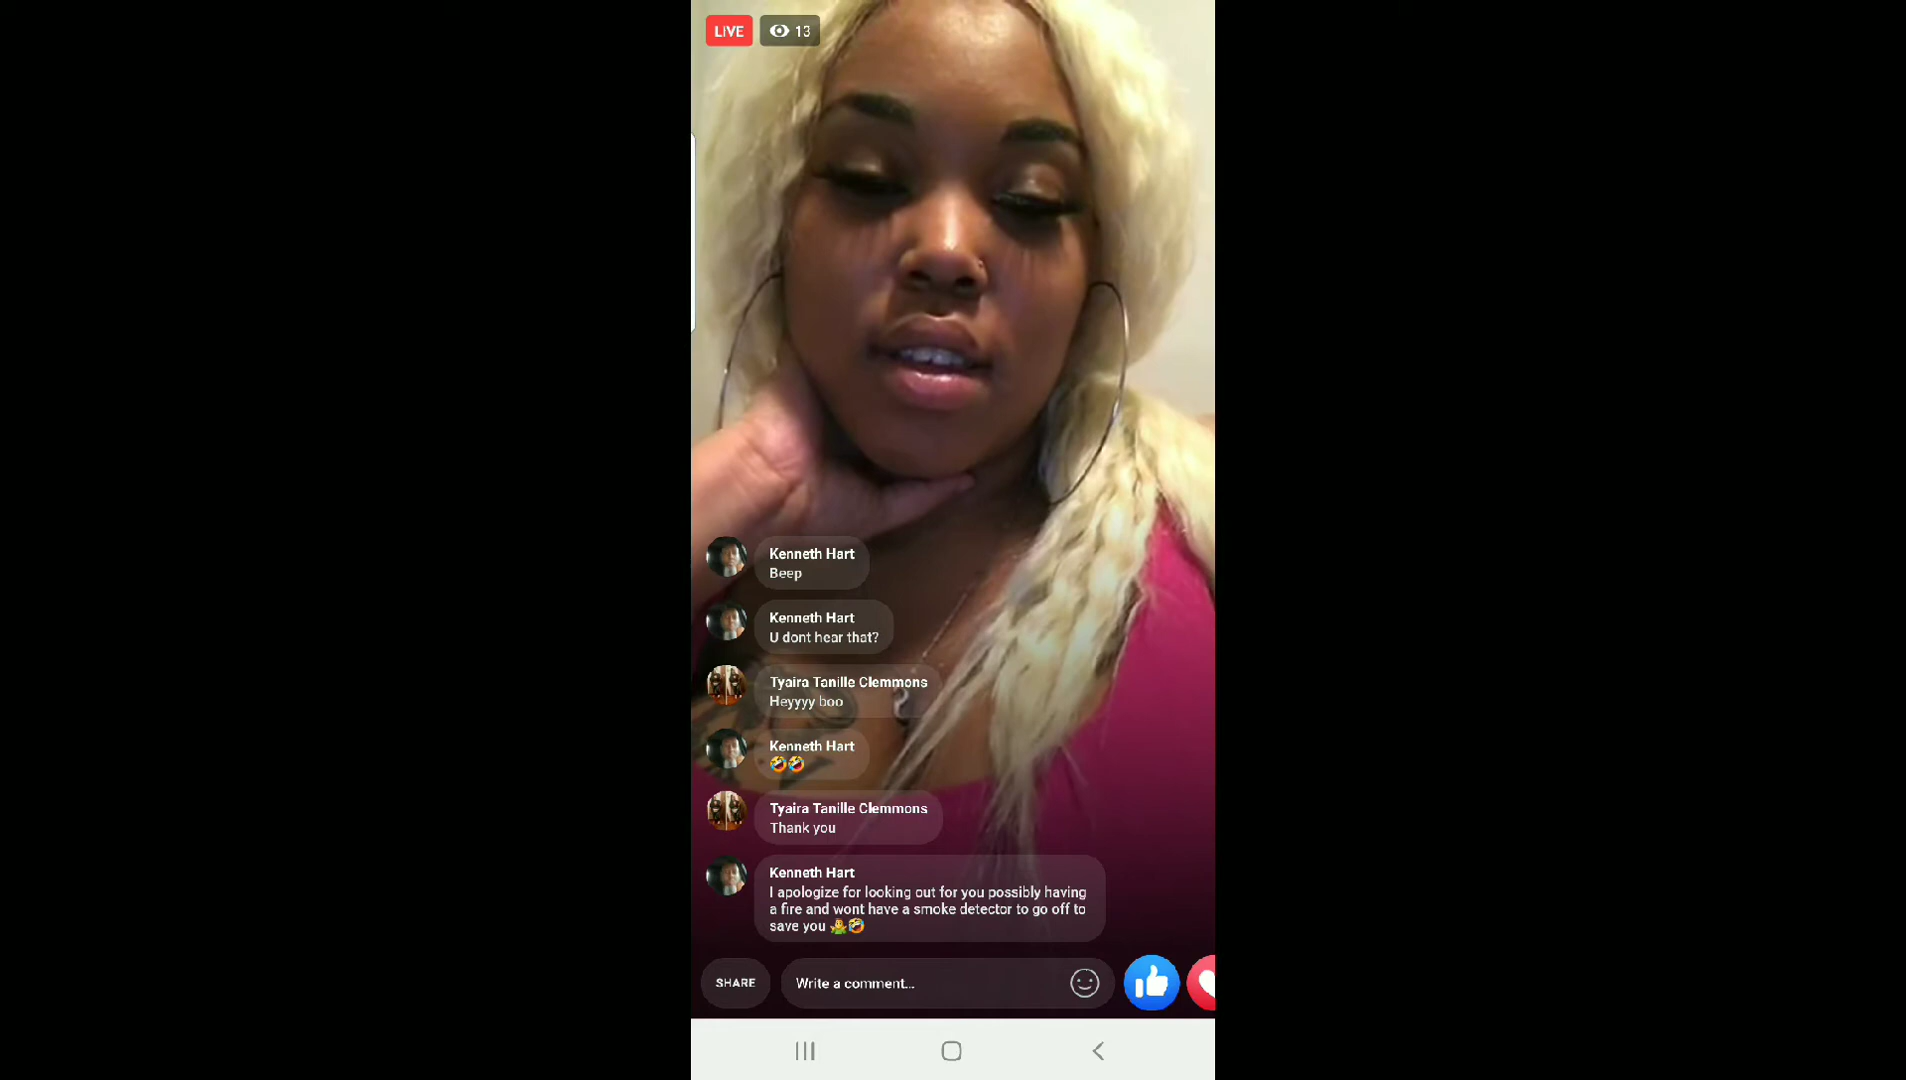 LIVE 13
Kenneth Hart
Beep
Kenneth Hart
U dont hear that?
Tyaira Tanille Clemmons
Heyyyy boo
Kenneth Hart
🤣🤣
Tyaira Tanille Clemmons
Thank you
Kenneth Hart
I apologize for looking out for you possibly having
a fire and wont have a smoke detector to go off to
save you 🤷🤣
SHARE Write a comment...